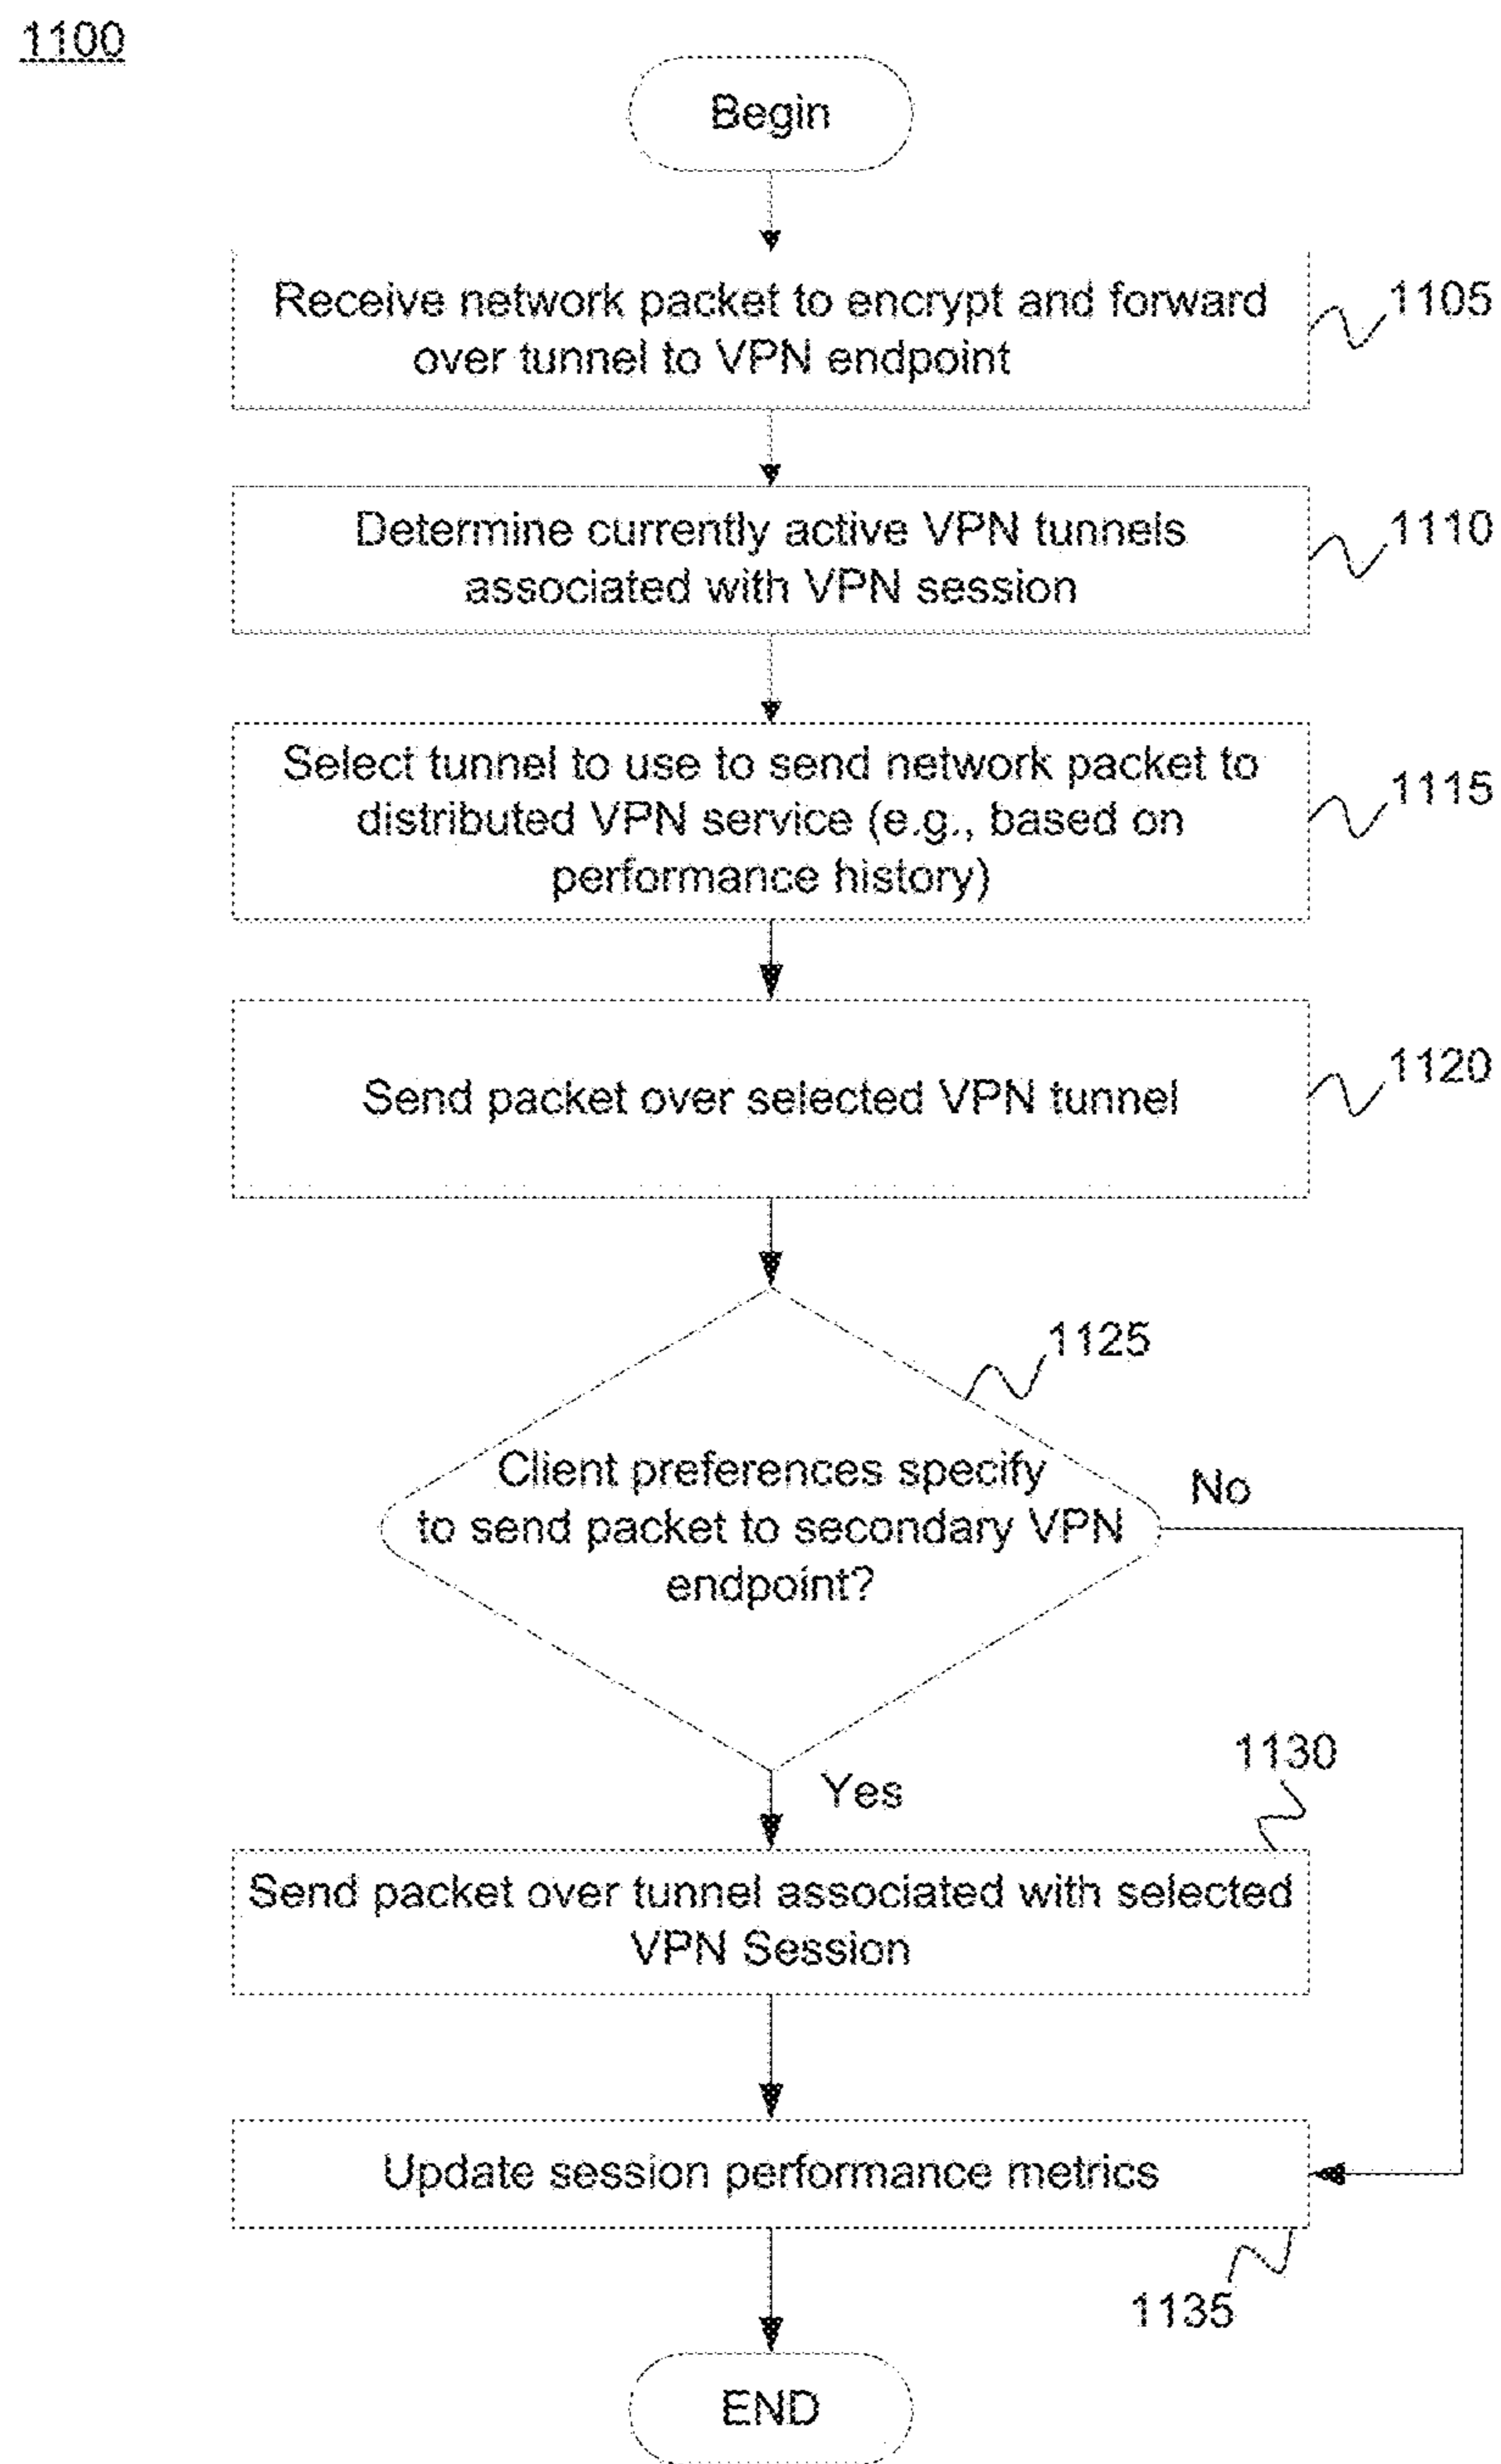 1100
Begin
Receive network packet to encrypt and forward
over tunnel to VPN endpoint
1105
Determine currently active VPN tunnels
associated with VPN session
1110
Select tunnel to use to send network packet to
distributed VPN service (e.g., based on
performance history)
1115
Send packet over selected VPN tunnel
1120
1125
Client preferences specify
to send packet to secondary VPN
endpoint?
No
Yes
1130
Send packet over tunnel associated with selected
VPN Session
Update session performance metrics
1135
END